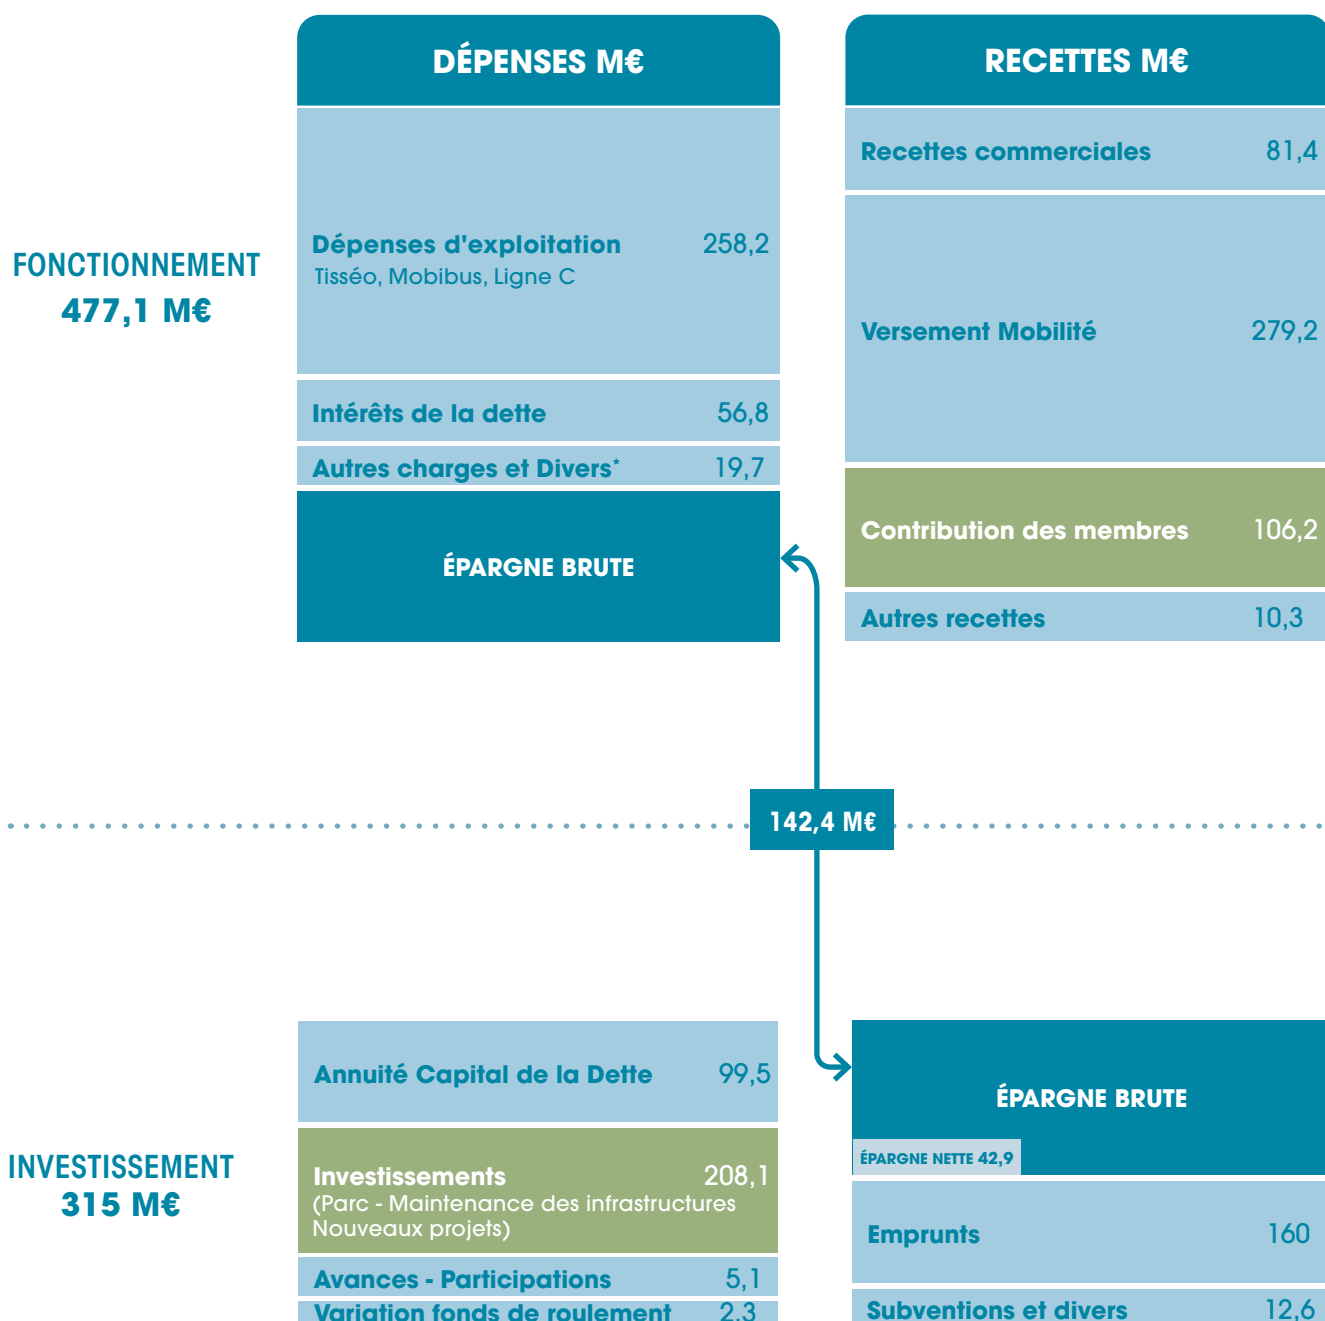 DÉPENSES M€
RECETTES M€
FONCTIONNEMENT
477,1 M€
Dépenses d'exploitation 258,2
Tisséo, Mobibus, Ligne C
Intérêts de la dette 56,8
Autres charges et Divers* 19,7
ÉPARGNE BRUTE
Recettes commerciales 81,4
Versement Mobilité 279,2
Contribution des membres 106,2
Autres recettes 10,3
142,4 M€
INVESTISSEMENT
315 M€
Annuité Capital de la Dette 99,5
Investissements 208,1
(Parc - Maintenance des infrastructures
Nouveaux projets)
Avances - Participations 5,1
Variation fonds de roulement 2,3
ÉPARGNE BRUTE
ÉPARGNE NETTE 42,9
Emprunts 160
Subventions et divers 12,6